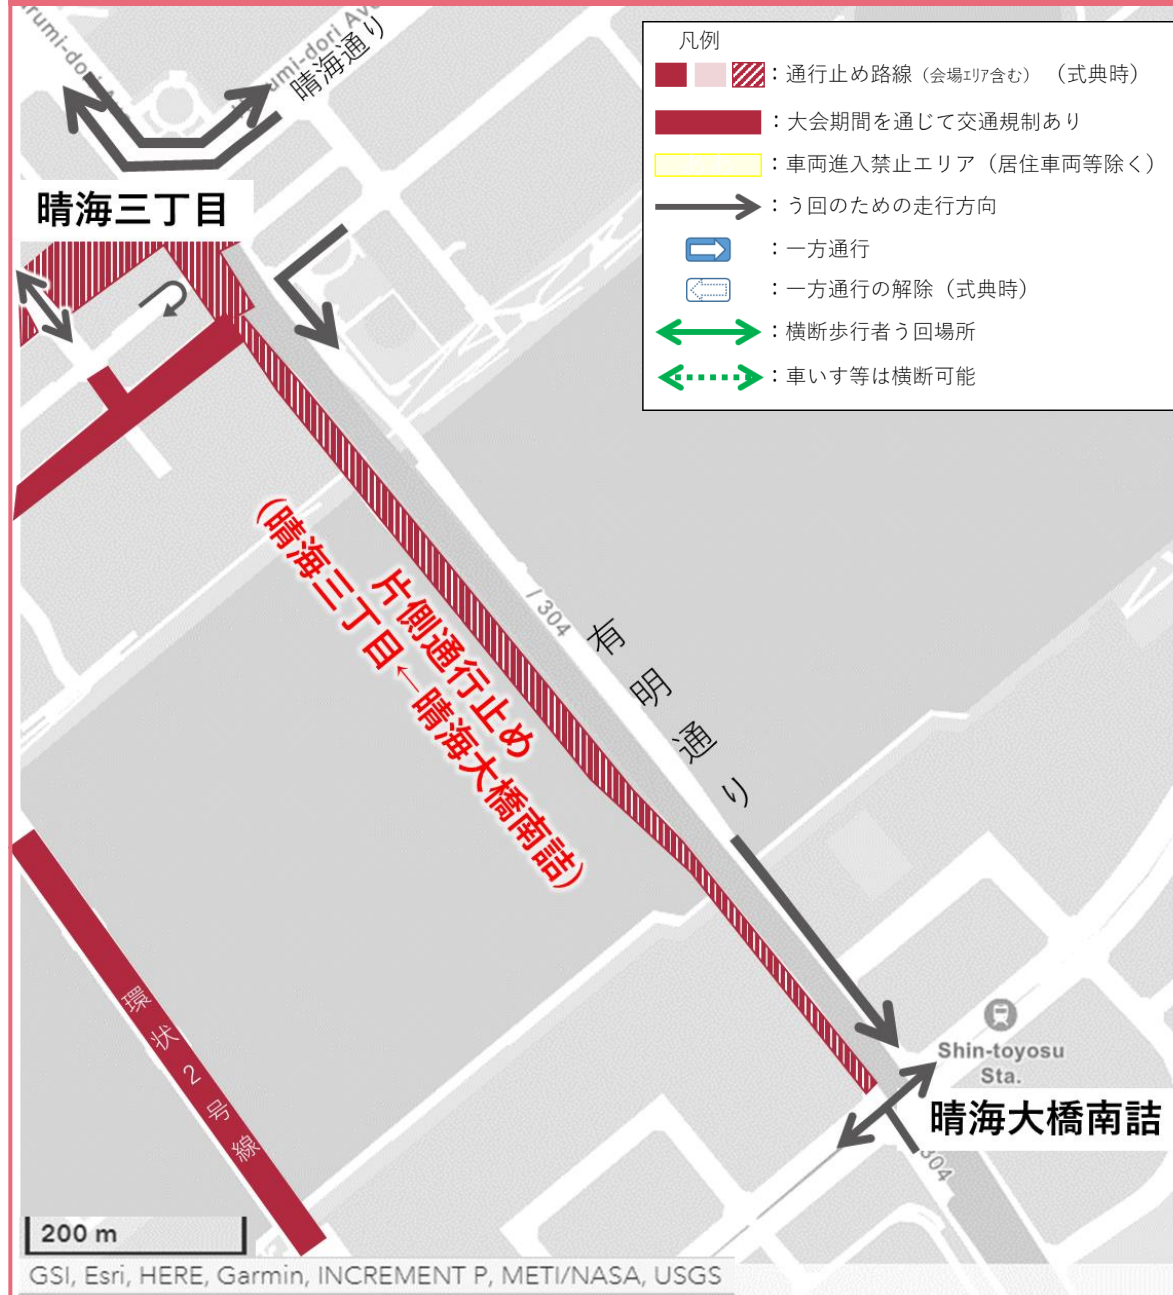 凡例
：通行止め路線（会場エリア含む）（式典時）
：大会期間を通じて交通規制あり
：車両進入禁止エリア（居住車両等除く）
：う回のための走行方向
：一方通行
：一方通行の解除（式典時）
：横断歩行者う回場所
：車いす等は横断可能
晴海通り
晴海三丁目
片側通行止め
(晴海三丁目←晴海大橋南詰)
304
有明通り
環状２号線
Shin-toyosu
Sta.
晴海大橋南詰
304
200 m
GSI, Esri, HERE, Garmin, INCREMENT P, METI/NASA, USGS